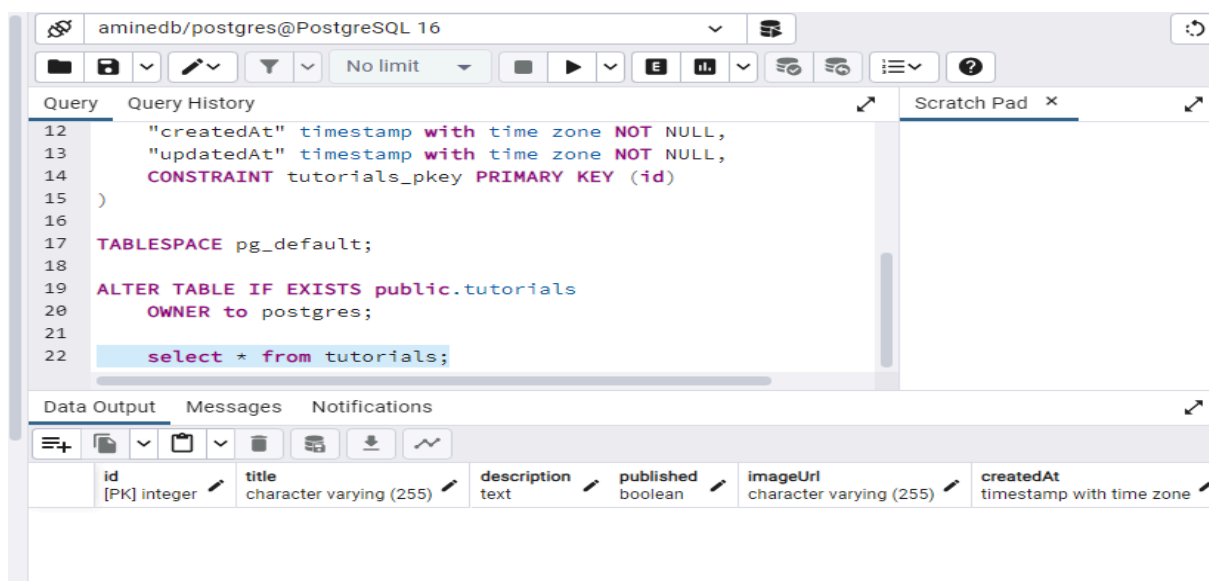 aminedb/postgres@PostgreSQL 16
No limit
E
Query Query History
Scratch Pad ×
12 "createdAt" timestamp with time zone NOT NULL,
13 "updatedAt" timestamp with time zone NOT NULL,
14 CONSTRAINT tutorials_pkey PRIMARY KEY (id)
15 )
16
17 TABLESPACE pg_default;
18
19 ALTER TABLE IF EXISTS public.tutorials
20 OWNER to postgres;
21
22 select * from tutorials;
Data Output Messages Notifications
id title description published imageUrl createdAt
[PK] integer character varying (255) text boolean character varying (255) timestamp with time zone